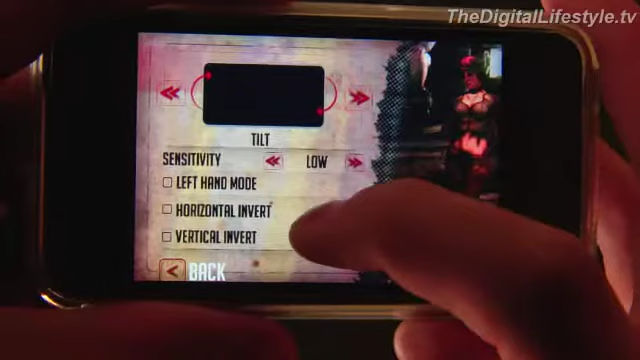 TheDigitalLifestyle.tv
TILT
SENSITIVITY LOW
LEFT HAND MODE
HORIZONTAL INVERT
VERTICAL INVERT
BACK